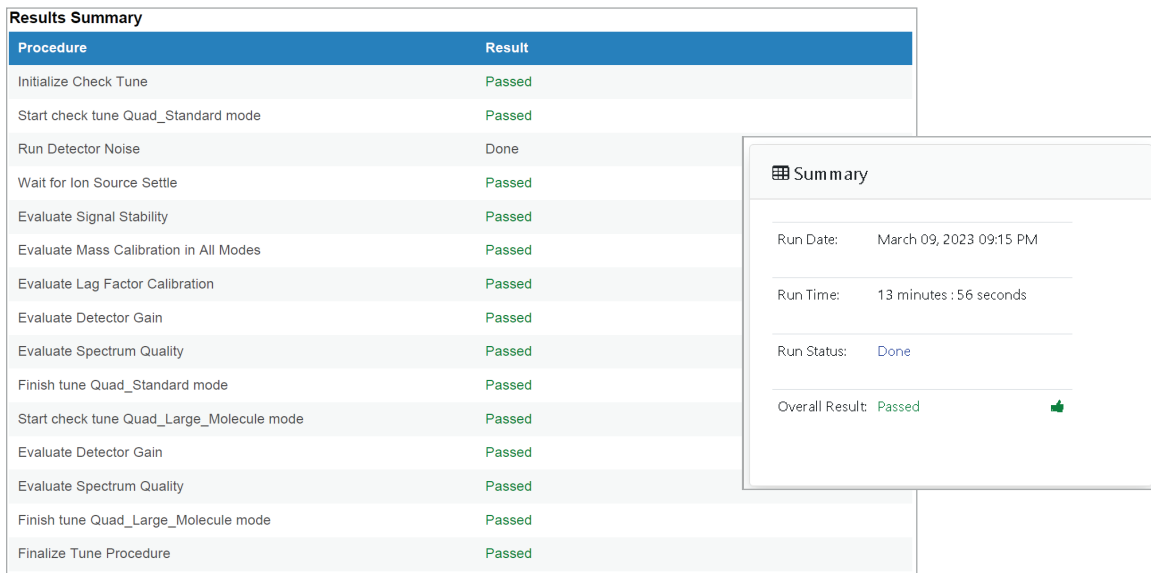 Results Summary
Procedure Result
Initialize Check Tune Passed
Start check tune Quad_Standard mode Passed
Run Detector Noise Done
Wait for Ion Source Settle Passed
Evaluate Signal Stability Passed
Evaluate Mass Calibration in All Modes Passed
Evaluate Lag Factor Calibration Passed
Evaluate Detector Gain Passed
Evaluate Spectrum Quality Passed
Finish tune Quad_Standard mode Passed
Start check tune Quad_Large_Molecule mode Passed
Evaluate Detector Gain Passed
Evaluate Spectrum Quality Passed
Finish tune Quad_Large_Molecule mode Passed
Finalize Tune Procedure Passed
Summary
Run Date: March 09, 2023 09:15 PM
Run Time: 13 minutes : 56 seconds
Run Status: Done
Overall Result: Passed